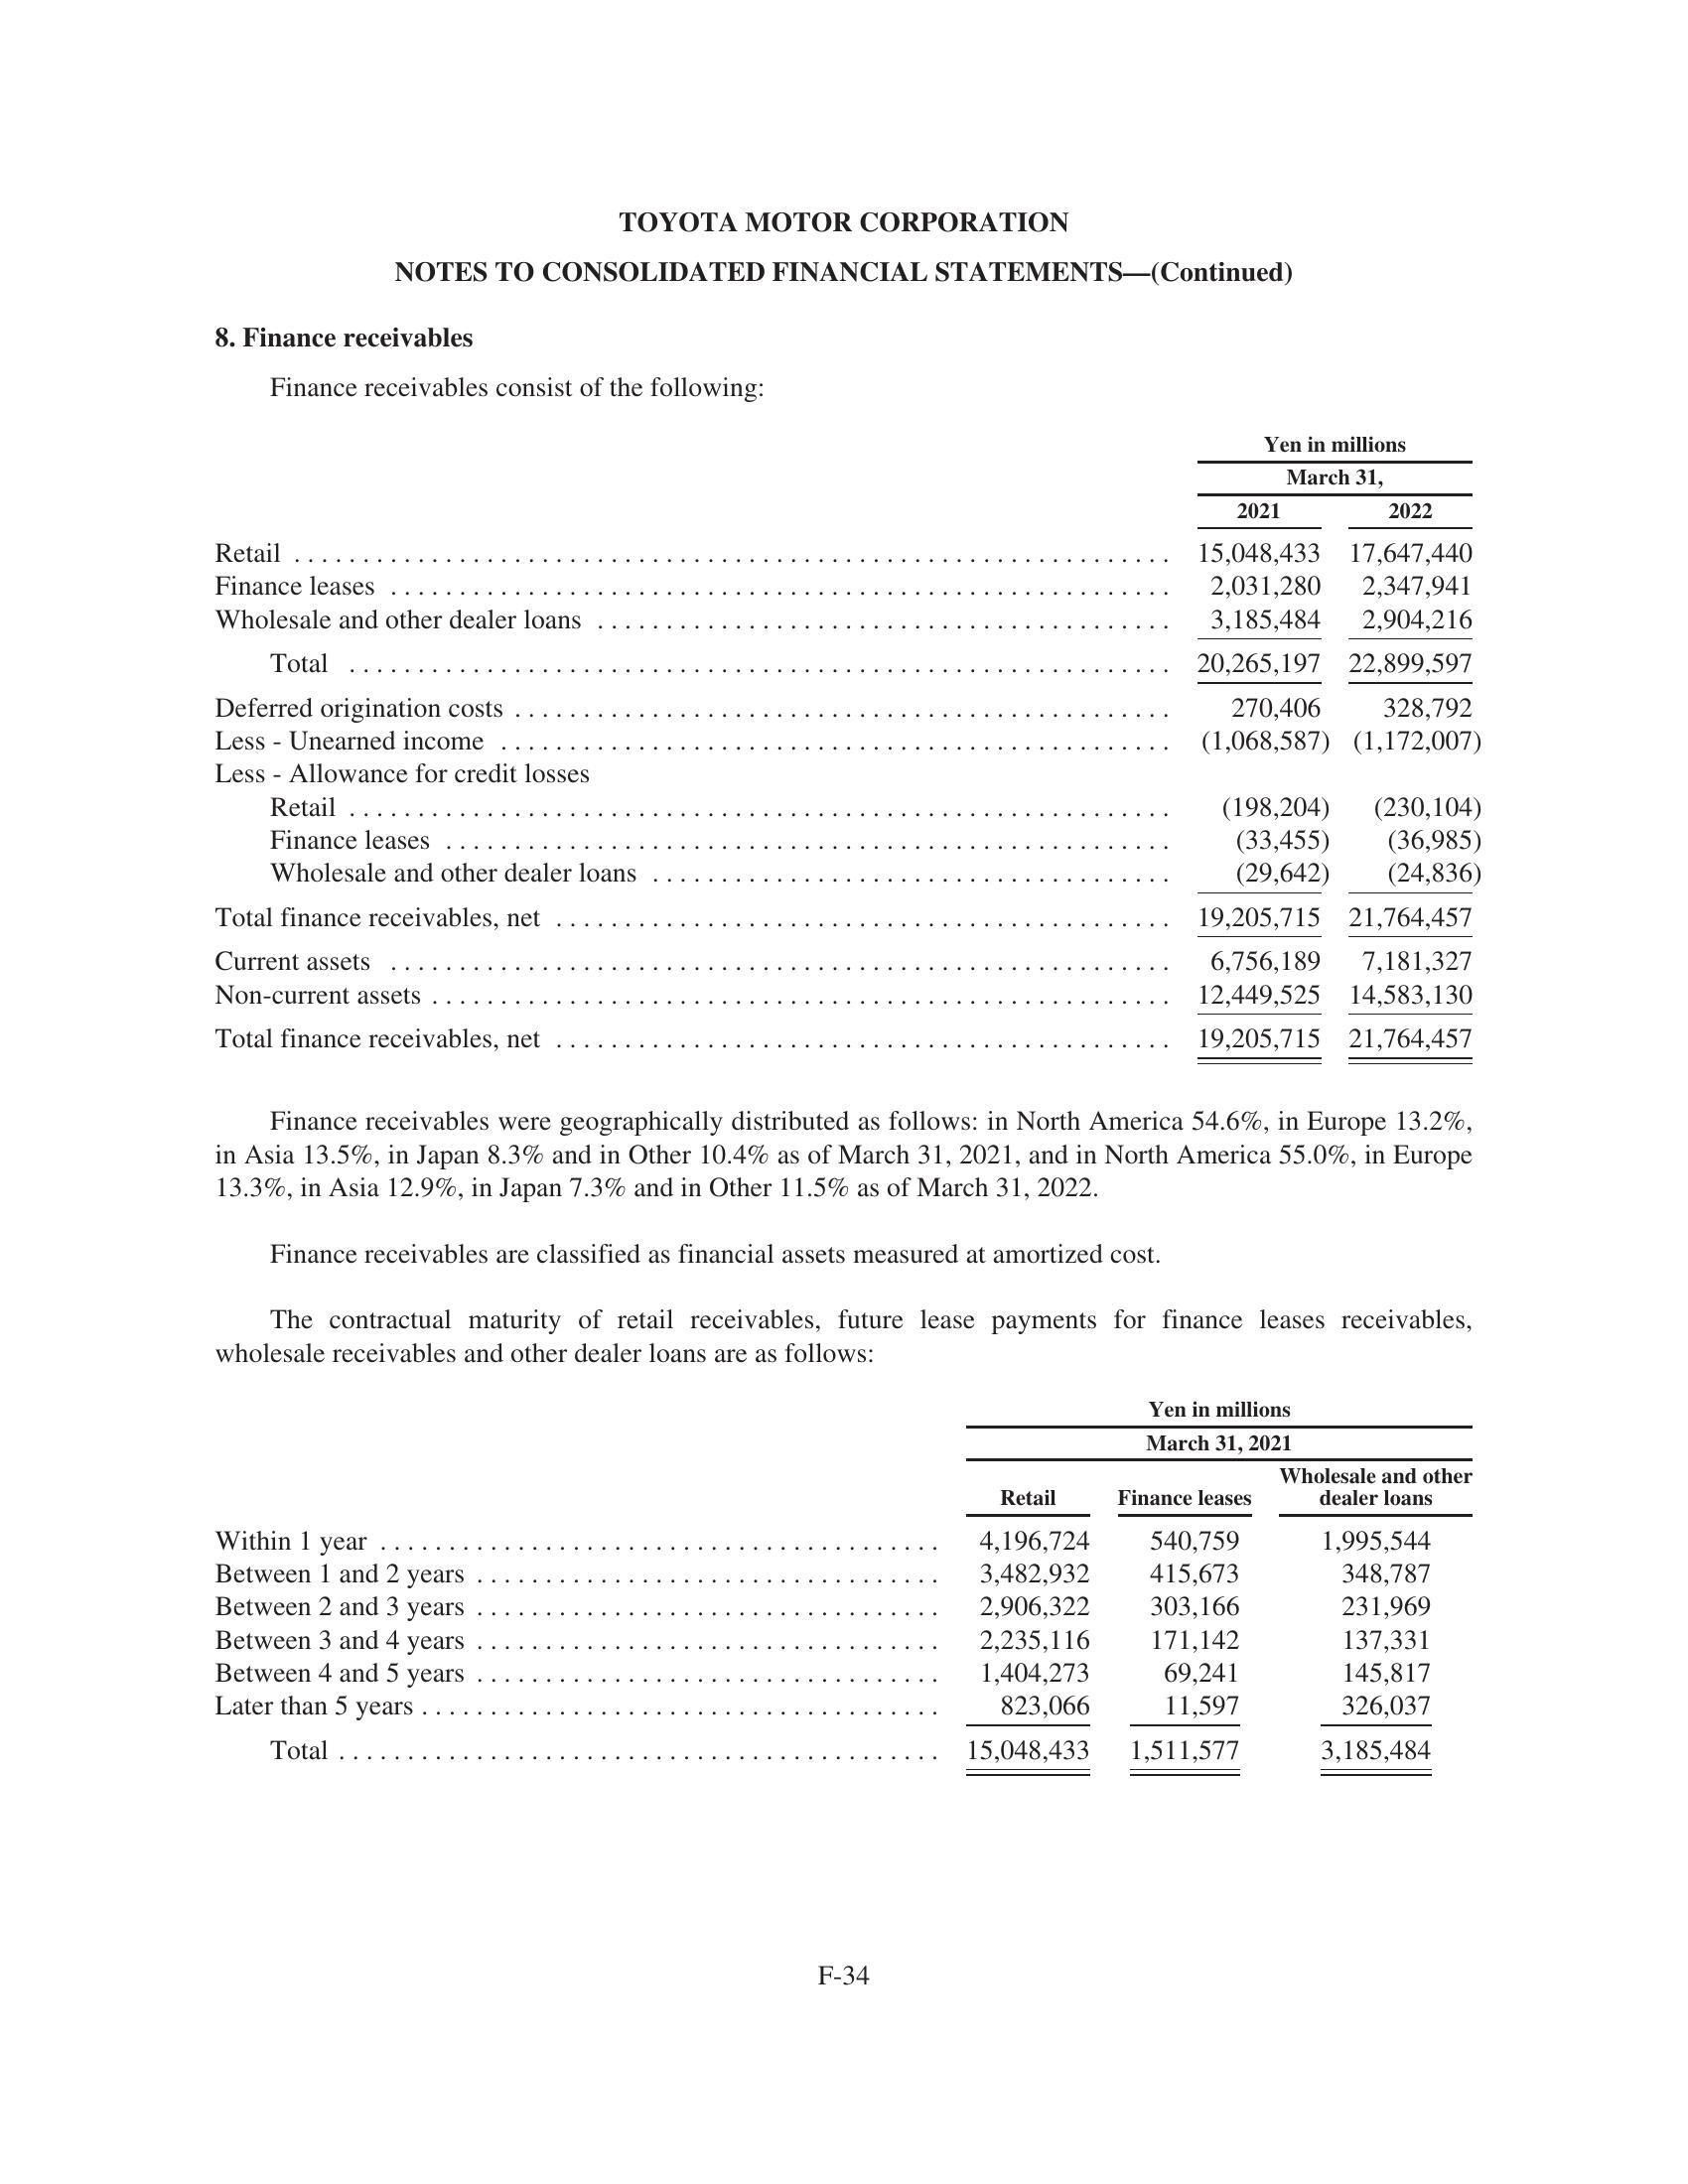 TOYOTA MOTOR CORPORATION
NOTES TO CONSOLIDATED FINANCIAL STATEMENTS—(Continued)
8. Finance receivables
Finance receivables consist of the following:
Yen in millions
March 31,
2021 2022
Retail . . . . . . . . . . 15,048,433 17,647,440
Finance leases . . . . . . . . . . 2,031,280 2,347,941
Wholesale and other dealer loans . . . . . . . . . . 3,185,484 2,904,216
Total . . . . . . . . . . 20,265,197 22,899,597
Deferred origination costs . . . . . . . . . . 270,406 328,792
Less - Unearned income . . . . . . . . . . (1,068,587) (1,172,007)
Less - Allowance for credit losses
Retail . . . . . . . . . . (198,204) (230,104)
Finance leases . . . . . . . . . . (33,455) (36,985)
Wholesale and other dealer loans . . . . . . . . . . (29,642) (24,836)
Total finance receivables, net . . . . . . . . . . 19,205,715 21,764,457
Current assets . . . . . . . . . . 6,756,189 7,181,327
Non-current assets . . . . . . . . . . 12,449,525 14,583,130
Total finance receivables, net . . . . . . . . . . 19,205,715 21,764,457
Finance receivables were geographically distributed as follows: in North America 54.6%, in Europe 13.2%,
in Asia 13.5%, in Japan 8.3% and in Other 10.4% as of March 31, 2021, and in North America 55.0%, in Europe
13.3%, in Asia 12.9%, in Japan 7.3% and in Other 11.5% as of March 31, 2022.
Finance receivables are classified as financial assets measured at amortized cost.
The contractual maturity of retail receivables, future lease payments for finance leases receivables,
wholesale receivables and other dealer loans are as follows:
Yen in millions
March 31, 2021
Retail Finance leases Wholesale and other
dealer loans
Within 1 year . . . . . . . . . . 4,196,724 540,759 1,995,544
Between 1 and 2 years . . . . . . . . . . 3,482,932 415,673 348,787
Between 2 and 3 years . . . . . . . . . . 2,906,322 303,166 231,969
Between 3 and 4 years . . . . . . . . . . 2,235,116 171,142 137,331
Between 4 and 5 years . . . . . . . . . . 1,404,273 69,241 145,817
Later than 5 years . . . . . . . . . . 823,066 11,597 326,037
Total . . . . . . . . . . 15,048,433 1,511,577 3,185,484
F-34